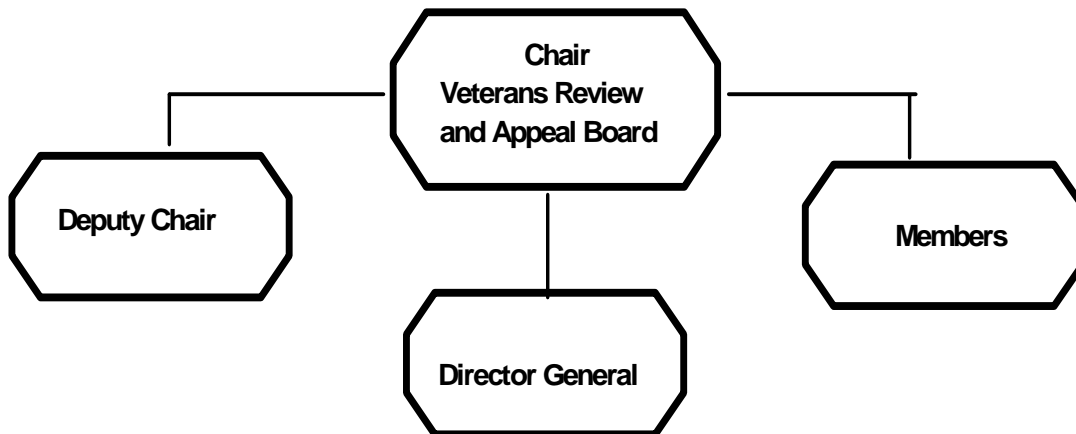 Chair
Veterans Review
and Appeal Board
Deputy Chair
Members
Director General